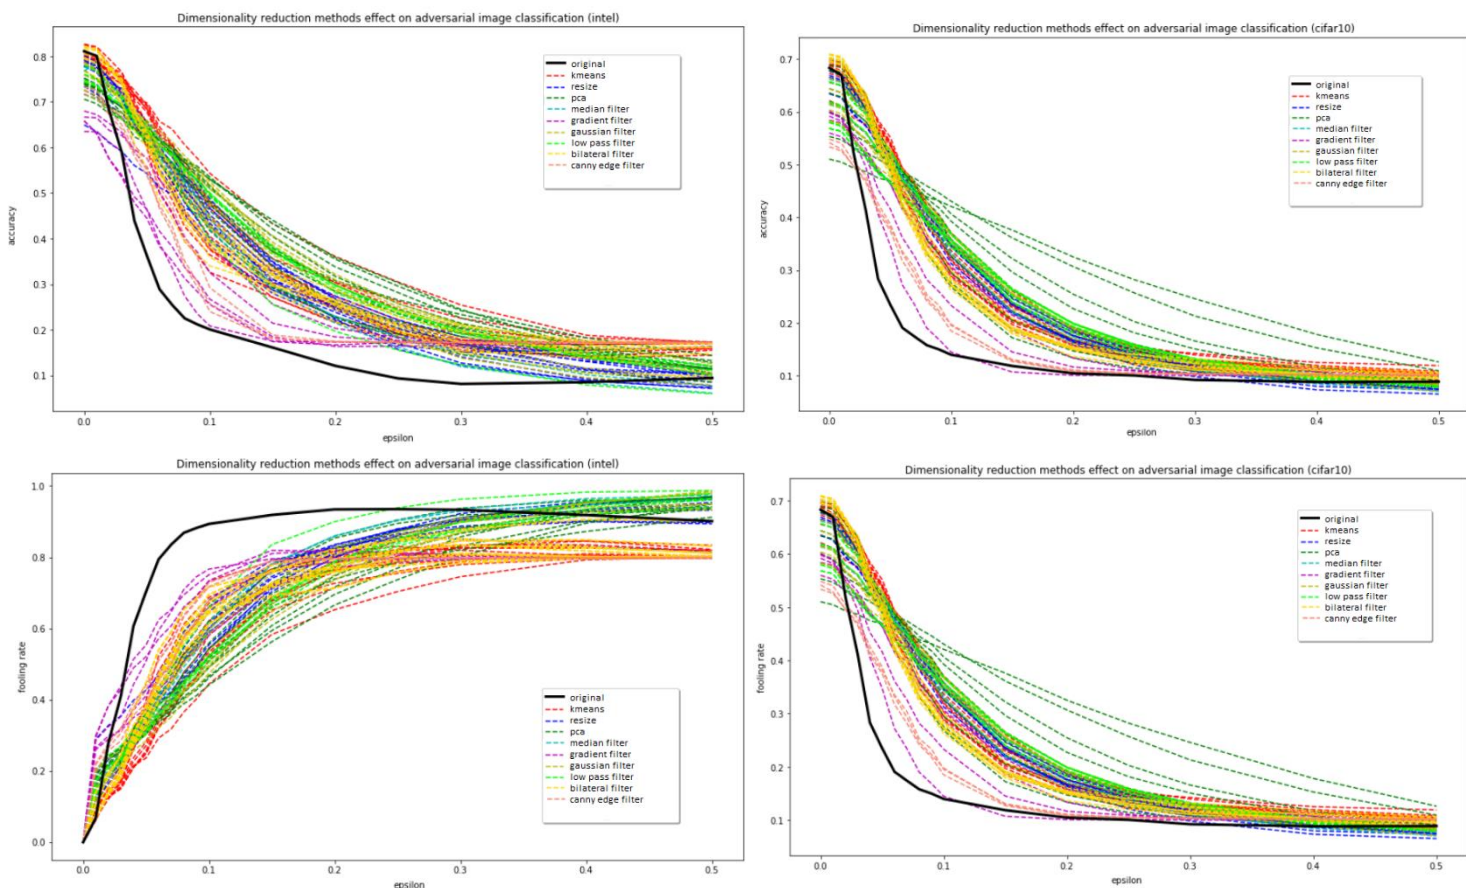 Dimensionality reduction methods effect on adversarial image classification (intel)
0.8
0.7
0.6
0.5
0.4
0.3
0.2
0.1
accuracy
0.0
0.1
0.2
0.3
0.4
0.5
epsilon
original
kmeans
resize
pca
median filter
gradient filter
gaussian filter
low pass filter
bilateral filter
canny edge filter
Dimensionality reduction methods effect on adversarial image classification (cifar10)
0.7
0.6
0.5
0.4
0.3
0.2
0.1
accuracy
0.0
0.1
0.2
0.3
0.4
0.5
epsilon
original
kmeans
resize
pca
median filter
gradient filter
gaussian filter
low pass filter
bilateral filter
canny edge filter
Dimensionality reduction methods effect on adversarial image classification (intel)
1.0
0.8
0.6
0.4
0.2
0.0
fooling rate
0.0
0.1
0.2
0.3
0.4
0.5
epsilon
original
kmeans
resize
pca
median filter
gradient filter
gaussian filter
low pass filter
bilateral filter
canny edge filter
Dimensionality reduction methods effect on adversarial image classification (cifar10)
0.7
0.6
0.5
0.4
0.3
0.2
0.1
fooling rate
0.0
0.1
0.2
0.3
0.4
0.5
epsilon
original
kmeans
resize
pca
median filter
gradient filter
gaussian filter
low pass filter
bilateral filter
canny edge filter